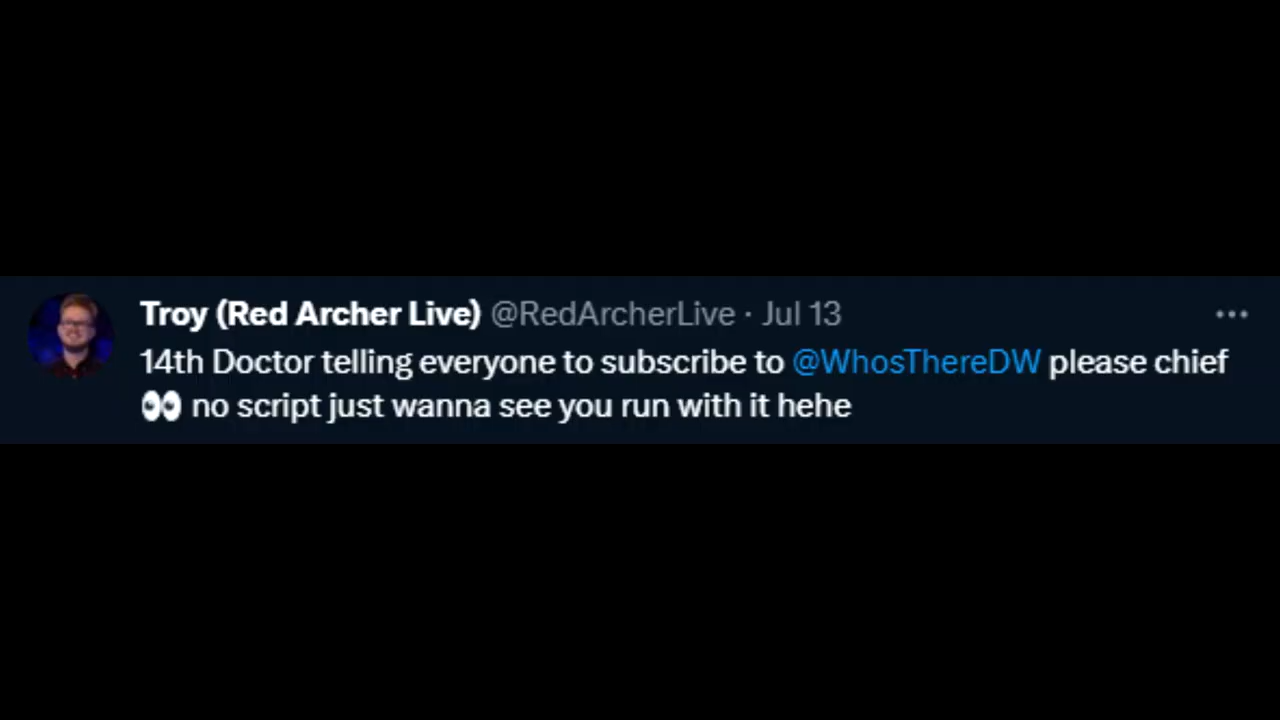 Troy (Red Archer Live) @RedArcherLive · Jul 13
14th Doctor telling everyone to subscribe to @WhosThereDW please chief
👀 no script just wanna see you run with it hehe